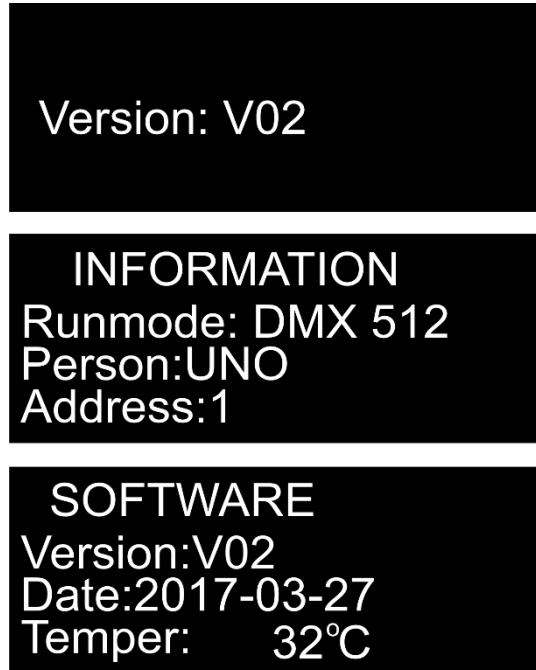 Version: V02
INFORMATION
Runmode: DMX 512
Person:UNO
Address:1
SOFTWARE
Version:V02
Date:2017-03-27
Temper: 32°C